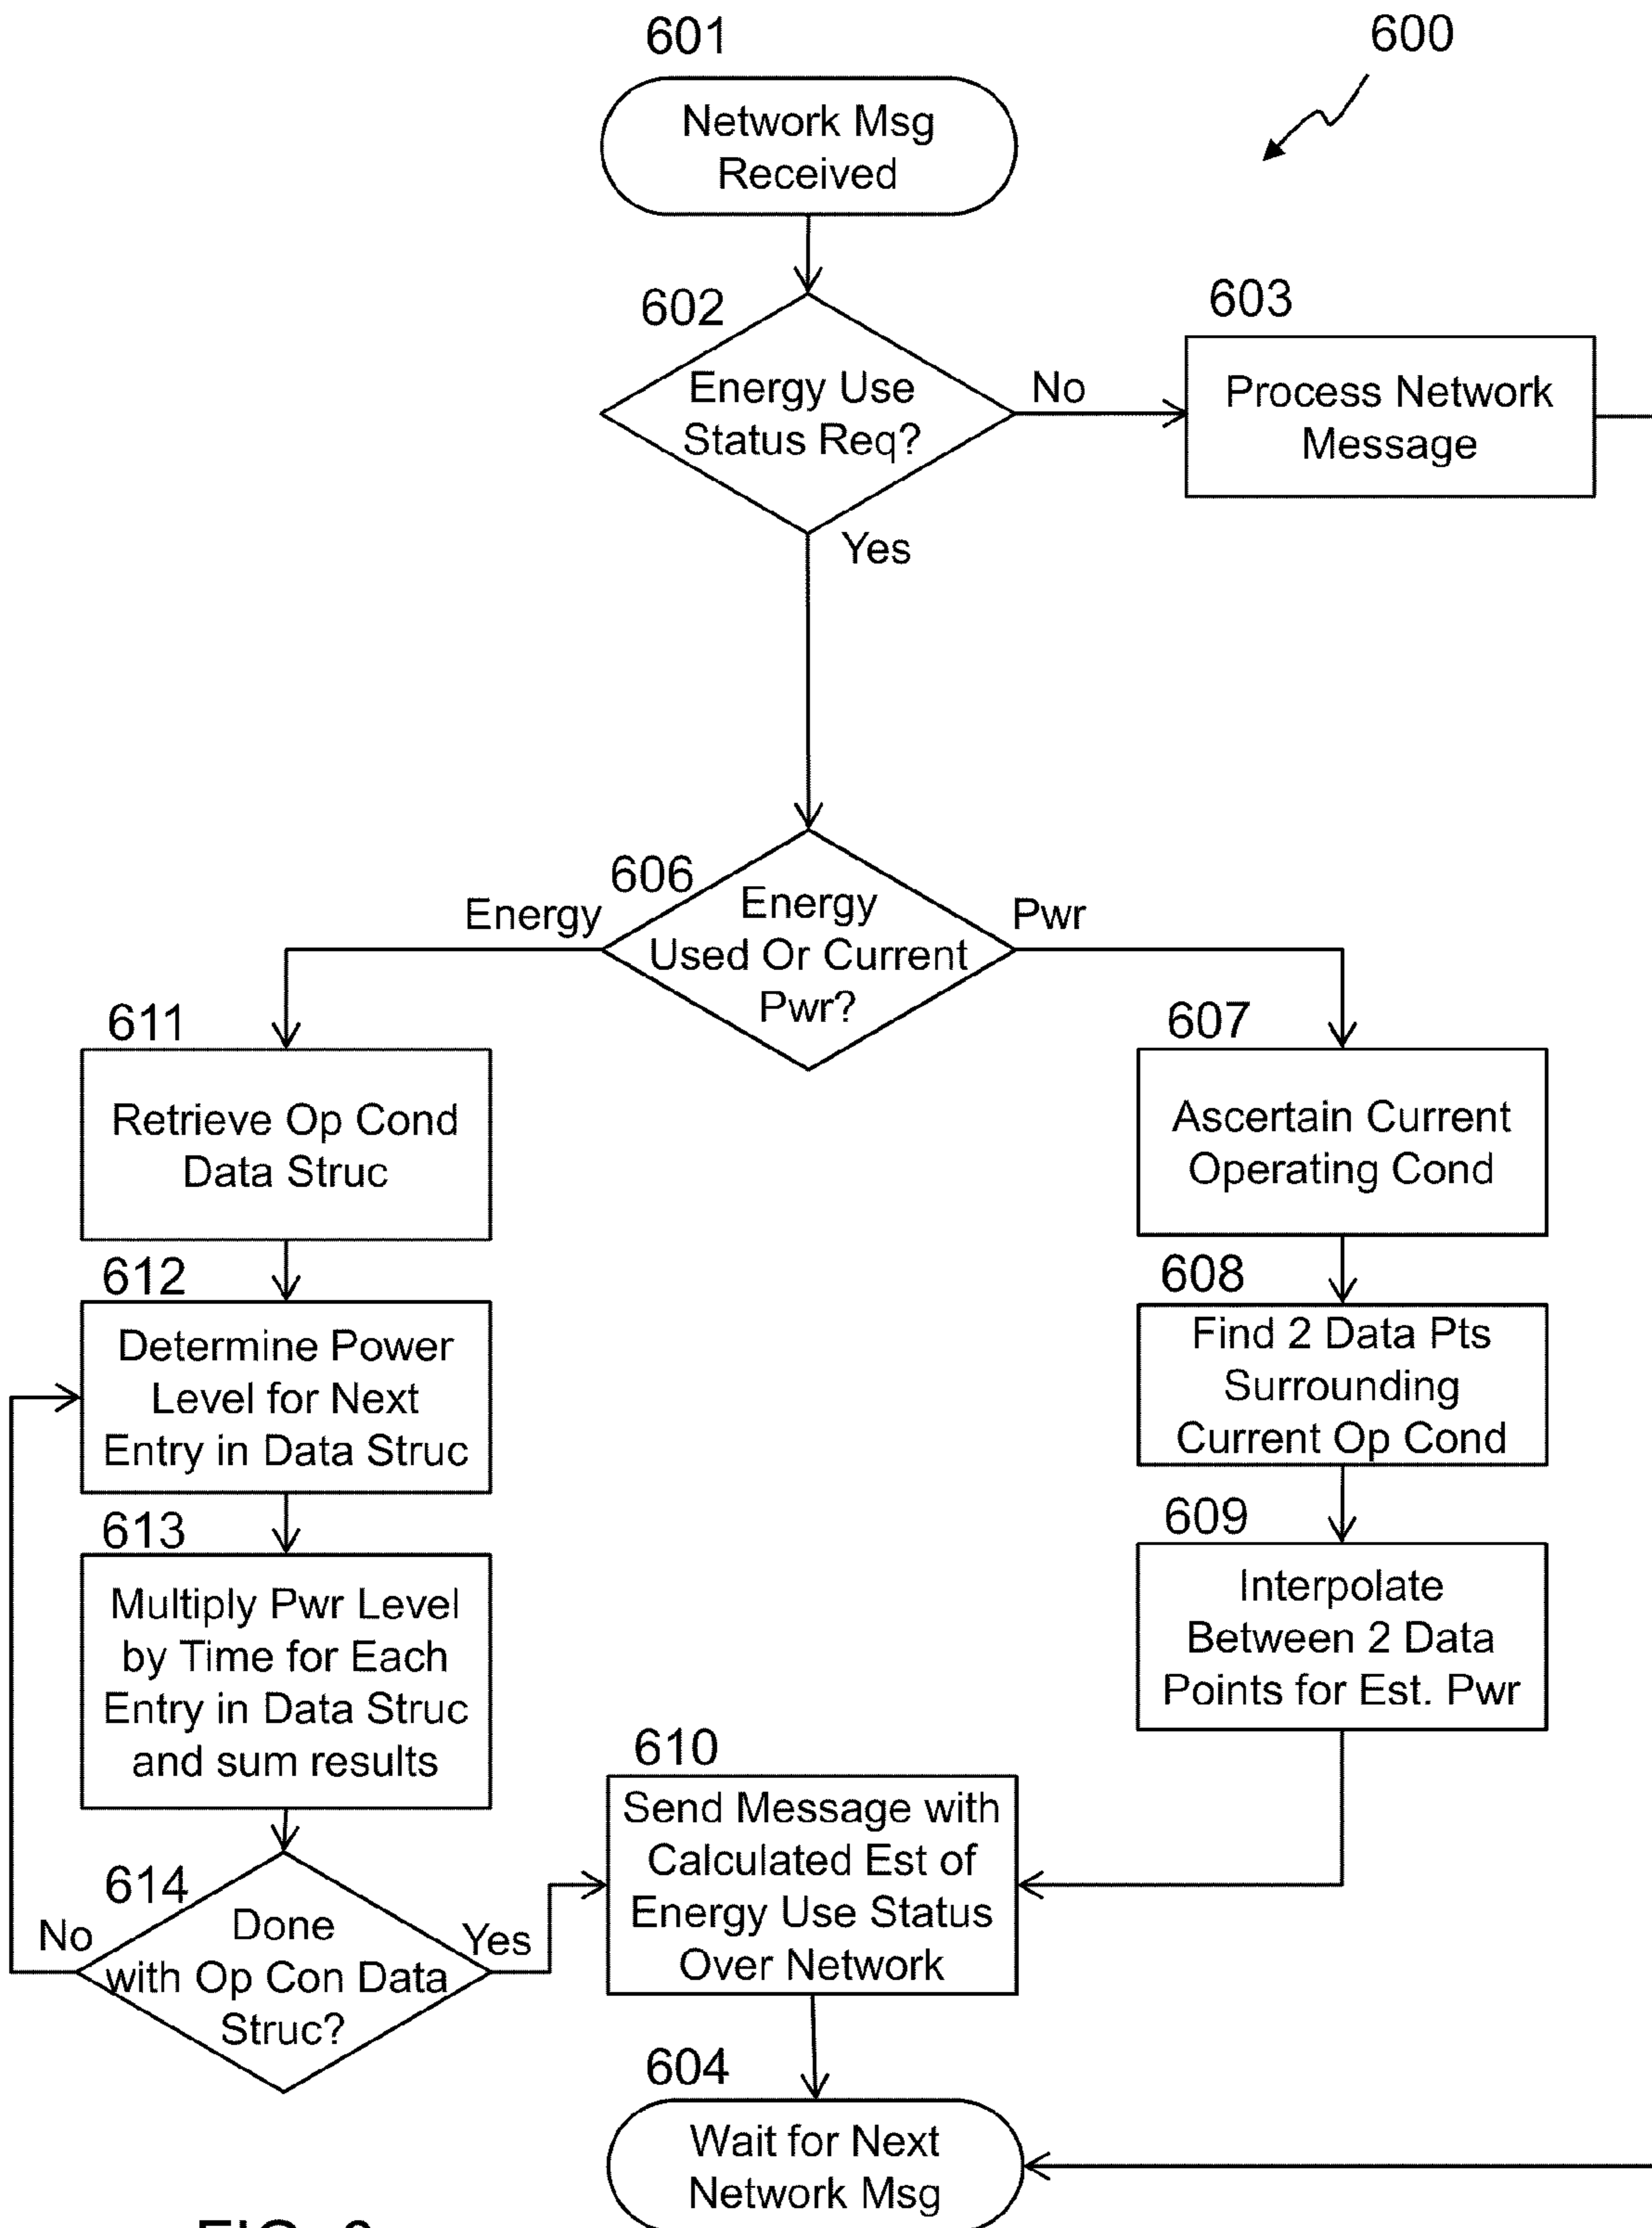 601
600
Network Msg
Received
602
603
Energy Use
Status Req?
No
Process Network
Message
Yes
606
Energy
Energy
Used Or Current
Pwr?
Pwr
611
607
Retrieve Op Cond
Data Struc
Ascertain Current
Operating Cond
612
608
Determine Power
Level for Next
Entry in Data Struc
Find 2 Data Pts
Surrounding
Current Op Cond
613
609
Multiply Pwr Level
by Time for Each
Entry in Data Struc
and sum results
Interpolate
Between 2 Data
Points for Est. Pwr
610
Send Message with
Calculated Est of
Energy Use Status
Over Network
614
No
Done
with Op Con Data
Struc?
Yes
604
Wait for Next
Network Msg
FIG.